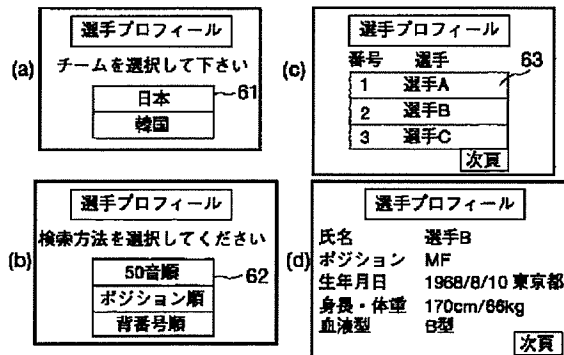 (a)
選手プロフィール
チームを選択して下さい
日本
韓国
61
(b)
選手プロフィール
検索方法を選択してください
50音順
ポジション順
背番号順
62
(c)
選手プロフィール
番号 選手
1 選手A
2 選手B
3 選手C
次頁
63
(d)
選手プロフィール
氏名 選手B
ポジション MF
生年月日 1968/8/10 東京都
身長・体重 170cm/66kg
血液型 B型
次頁